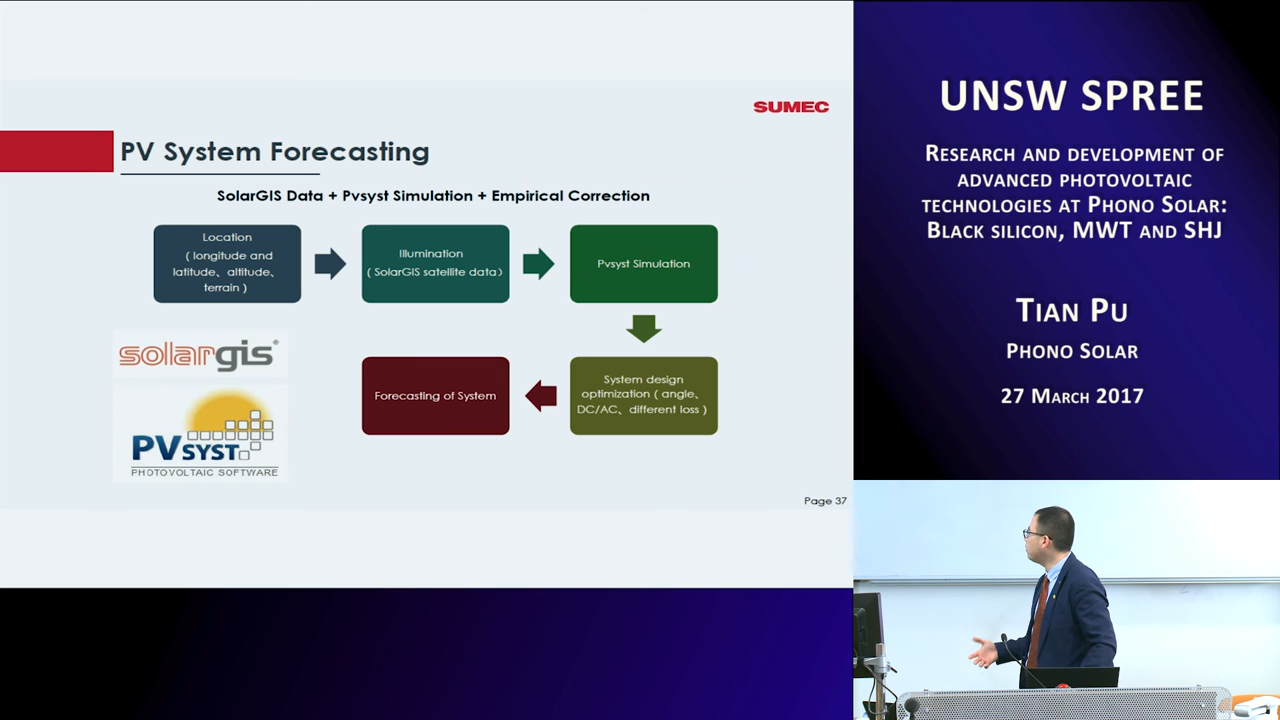 SUMEC
PV System Forecasting
SolarGIS Data + Pvsyst Simulation + Empirical Correction
Location
( longitude and
latitude、altitude、
terrain )
Illumination
( SolarGIS satellite data)
Pvsyst Simulation
System design
optimization ( angle、
DC/AC、different loss )
Forecasting of System
solargis®
PVSYST
PHOTOVOLTAIC SOFTWARE
Page 37
UNSW SPREE
RESEARCH AND DEVELOPMENT OF
ADVANCED PHOTOVOLTAIC
TECHNOLOGIES AT PHONO SOLAR:
BLACK SILICON, MWT AND SHJ
TIAN PU
PHONO SOLAR
27 MARCH 2017